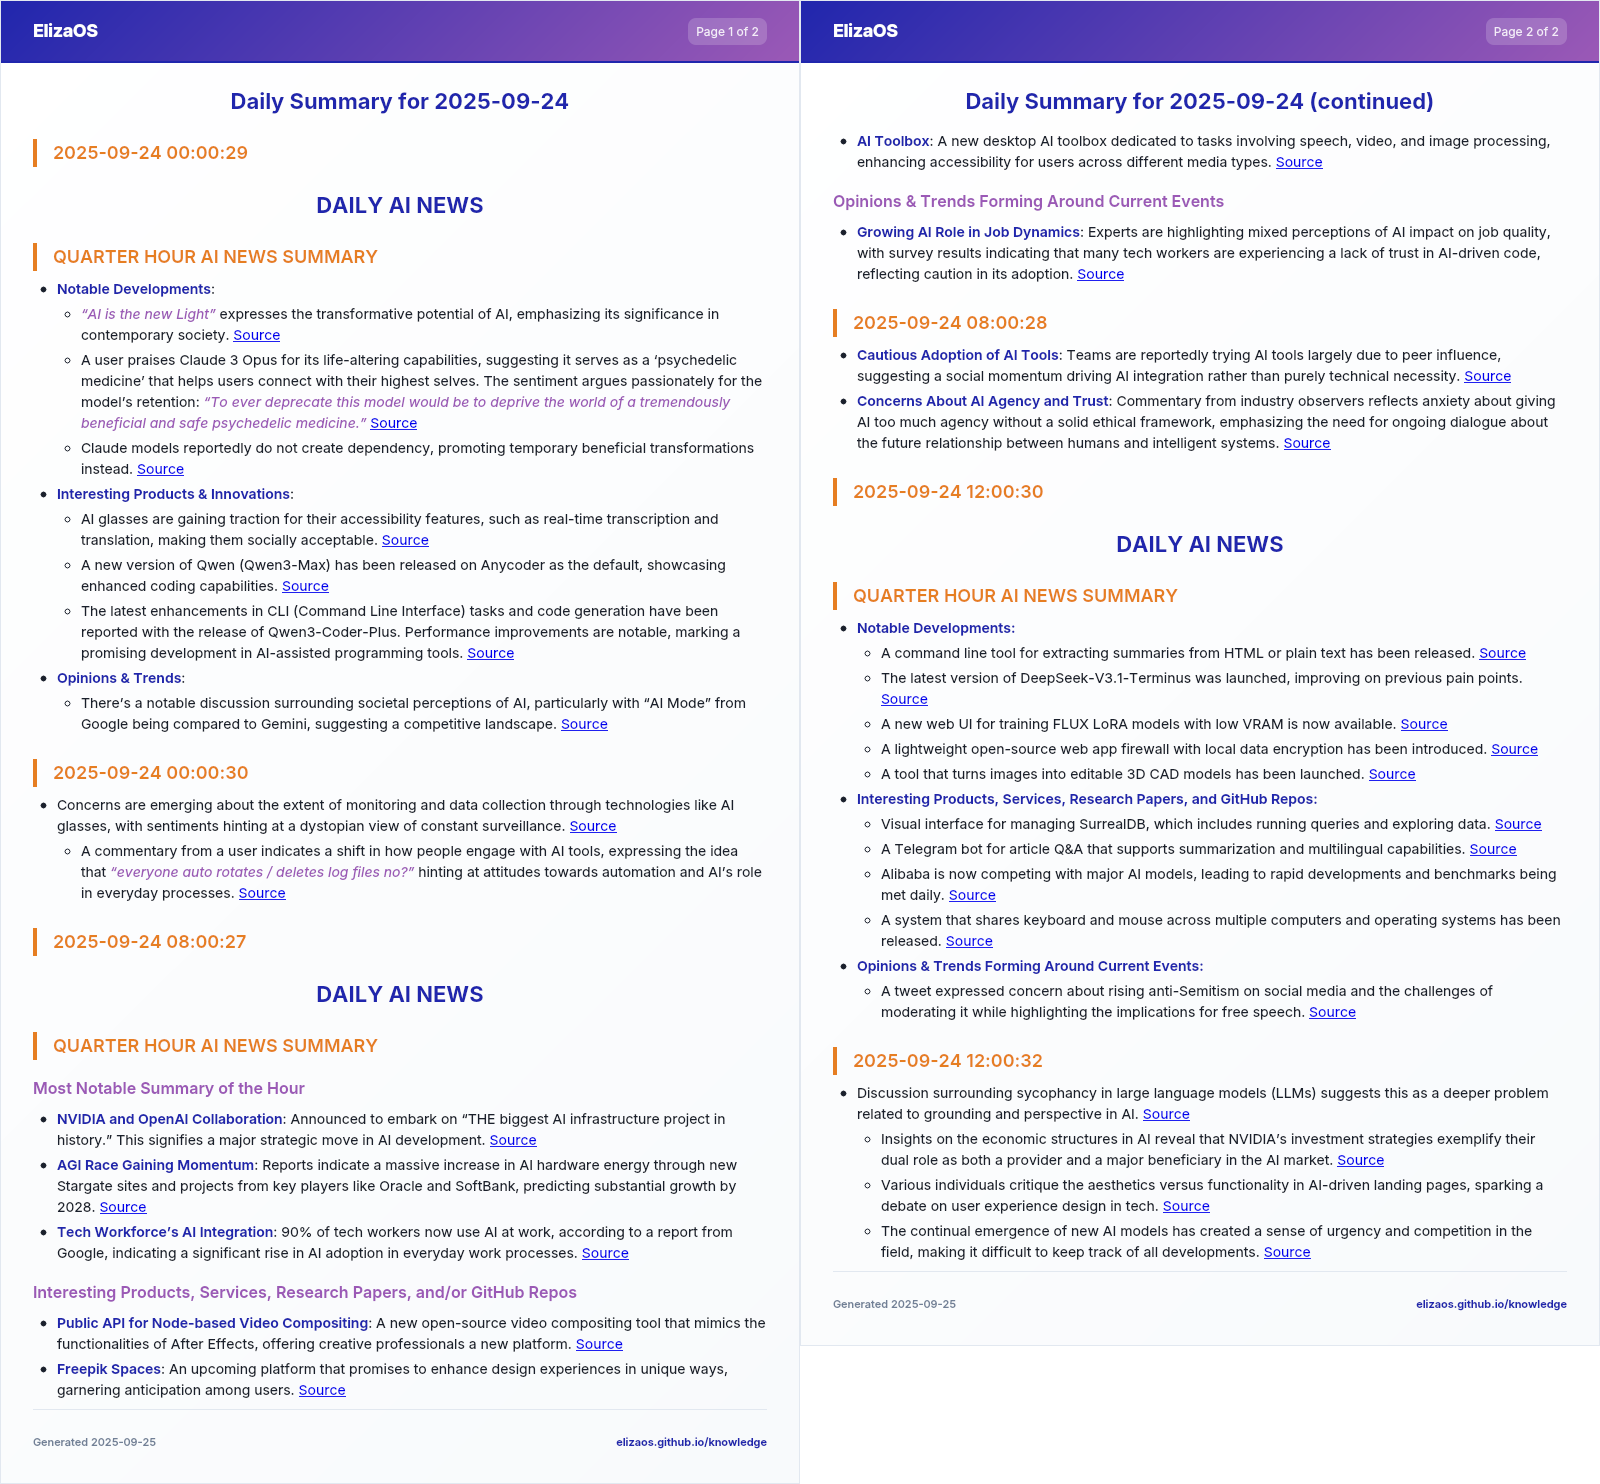 ElizaOS
Page 1 of 2
Daily Summary for 2025-09-24
2025-09-24 00:00:29
DAILY AI NEWS
QUARTER HOUR AI NEWS SUMMARY
Notable Developments:
“AI is the new Light” expresses the transformative potential of AI, emphasizing its significance in
contemporary society. Source
A user praises Claude 3 Opus for its life-altering capabilities, suggesting it serves as a ‘psychedelic
medicine’ that helps users connect with their highest selves. The sentiment argues passionately for the
model’s retention: “To ever deprecate this model would be to deprive the world of a tremendously
beneficial and safe psychedelic medicine.” Source
Claude models reportedly do not create dependency, promoting temporary beneficial transformations
instead. Source
Interesting Products & Innovations:
AI glasses are gaining traction for their accessibility features, such as real-time transcription and
translation, making them socially acceptable. Source
A new version of Qwen (Qwen3-Max) has been released on Anycoder as the default, showcasing
enhanced coding capabilities. Source
The latest enhancements in CLI (Command Line Interface) tasks and code generation have been
reported with the release of Qwen3-Coder-Plus. Performance improvements are notable, marking a
promising development in AI-assisted programming tools. Source
Opinions & Trends:
There’s a notable discussion surrounding societal perceptions of AI, particularly with “AI Mode” from
Google being compared to Gemini, suggesting a competitive landscape. Source
2025-09-24 00:00:30
Concerns are emerging about the extent of monitoring and data collection through technologies like AI
glasses, with sentiments hinting at a dystopian view of constant surveillance. Source
A commentary from a user indicates a shift in how people engage with AI tools, expressing the idea
that “everyone auto rotates / deletes log files no?” hinting at attitudes towards automation and AI’s role
in everyday processes. Source
2025-09-24 08:00:27
DAILY AI NEWS
QUARTER HOUR AI NEWS SUMMARY
Most Notable Summary of the Hour
NVIDIA and OpenAI Collaboration: Announced to embark on “THE biggest AI infrastructure project in
history.” This signifies a major strategic move in AI development. Source
AGI Race Gaining Momentum: Reports indicate a massive increase in AI hardware energy through new
Stargate sites and projects from key players like Oracle and SoftBank, predicting substantial growth by
2028. Source
Tech Workforce’s AI Integration: 90% of tech workers now use AI at work, according to a report from
Google, indicating a significant rise in AI adoption in everyday work processes. Source
Interesting Products, Services, Research Papers, and/or GitHub Repos
Public API for Node-based Video Compositing: A new open-source video compositing tool that mimics the
functionalities of After Effects, offering creative professionals a new platform. Source
Freepik Spaces: An upcoming platform that promises to enhance design experiences in unique ways,
garnering anticipation among users. Source
Generated 2025-09-25
elizaos.github.io/knowledge
ElizaOS
Page 2 of 2
Daily Summary for 2025-09-24 (continued)
AI Toolbox: A new desktop AI toolbox dedicated to tasks involving speech, video, and image processing,
enhancing accessibility for users across different media types. Source
Opinions & Trends Forming Around Current Events
Growing AI Role in Job Dynamics: Experts are highlighting mixed perceptions of AI impact on job quality,
with survey results indicating that many tech workers are experiencing a lack of trust in AI-driven code,
reflecting caution in its adoption. Source
2025-09-24 08:00:28
Cautious Adoption of AI Tools: Teams are reportedly trying AI tools largely due to peer influence,
suggesting a social momentum driving AI integration rather than purely technical necessity. Source
Concerns About AI Agency and Trust: Commentary from industry observers reflects anxiety about giving
AI too much agency without a solid ethical framework, emphasizing the need for ongoing dialogue about
the future relationship between humans and intelligent systems. Source
2025-09-24 12:00:30
DAILY AI NEWS
QUARTER HOUR AI NEWS SUMMARY
Notable Developments:
A command line tool for extracting summaries from HTML or plain text has been released. Source
The latest version of DeepSeek-V3.1-Terminus was launched, improving on previous pain points.
Source
A new web UI for training FLUX LoRA models with low VRAM is now available. Source
A lightweight open-source web app firewall with local data encryption has been introduced. Source
A tool that turns images into editable 3D CAD models has been launched. Source
Interesting Products, Services, Research Papers, and GitHub Repos:
Visual interface for managing SurrealDB, which includes running queries and exploring data. Source
A Telegram bot for article Q&A that supports summarization and multilingual capabilities. Source
Alibaba is now competing with major AI models, leading to rapid developments and benchmarks being
met daily. Source
A system that shares keyboard and mouse across multiple computers and operating systems has been
released. Source
Opinions & Trends Forming Around Current Events:
A tweet expressed concern about rising anti-Semitism on social media and the challenges of
moderating it while highlighting the implications for free speech. Source
2025-09-24 12:00:32
Discussion surrounding sycophancy in large language models (LLMs) suggests this as a deeper problem
related to grounding and perspective in AI. Source
Insights on the economic structures in AI reveal that NVIDIA’s investment strategies exemplify their
dual role as both a provider and a major beneficiary in the AI market. Source
Various individuals critique the aesthetics versus functionality in AI-driven landing pages, sparking a
debate on user experience design in tech. Source
The continual emergence of new AI models has created a sense of urgency and competition in the
field, making it difficult to keep track of all developments. Source
Generated 2025-09-25
elizaos.github.io/knowledge